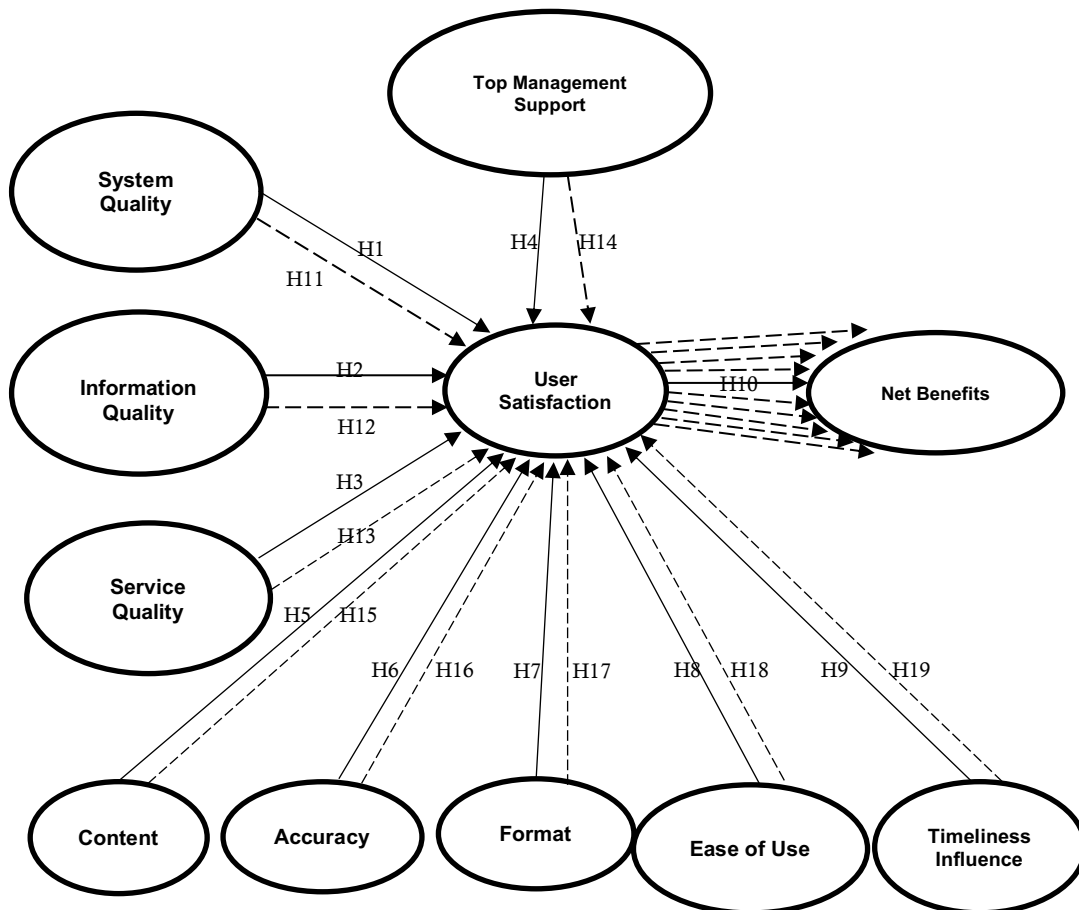 Top Management
Support
System
Quality
H1
H11
H4
H14
Information
Quality
H2
H12
User
Satisfaction
H10
Net Benefits
H3
H13
Service
Quality
H5
H15
H6
H16
H7
H17
H8
H18
H9
H19
Content
Accuracy
Format
Ease of Use
Timeliness
Influence